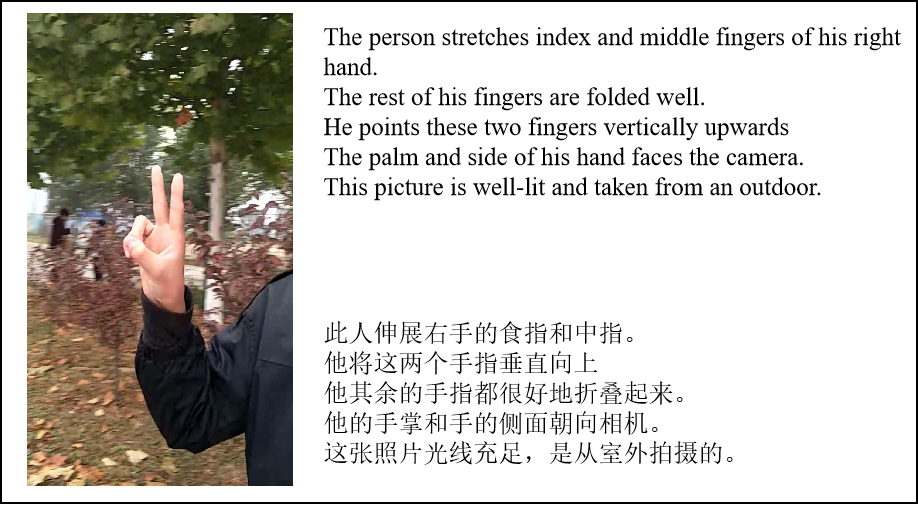 The person stretches index and middle fingers of his right
hand.
The rest of his fingers are folded well.
He points these two fingers vertically upwards
The palm and side of his hand faces the camera.
This picture is well-lit and taken from an outdoor.
此人伸展右手的食指和中指。
他将这两个手指垂直向上
他其余的手指都很好地折叠起来。
他的手掌和手的侧面朝向相机。
这张照片光线充足，是从室外拍摄的。